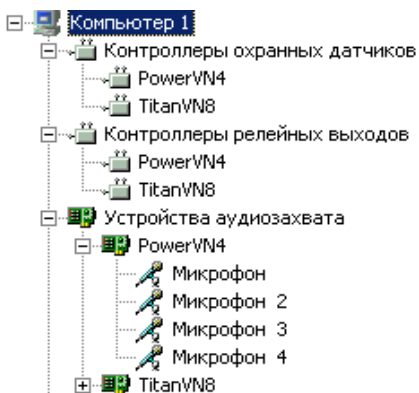 Компьютер 1
Контроллеры охранных датчиков
PowerVN4
TitanVN8
Контроллеры релейных выходов
PowerVN4
TitanVN8
Устройства аудиозахвата
PowerVN4
Микрофон
Микрофон 2
Микрофон 3
Микрофон 4
TitanVN8